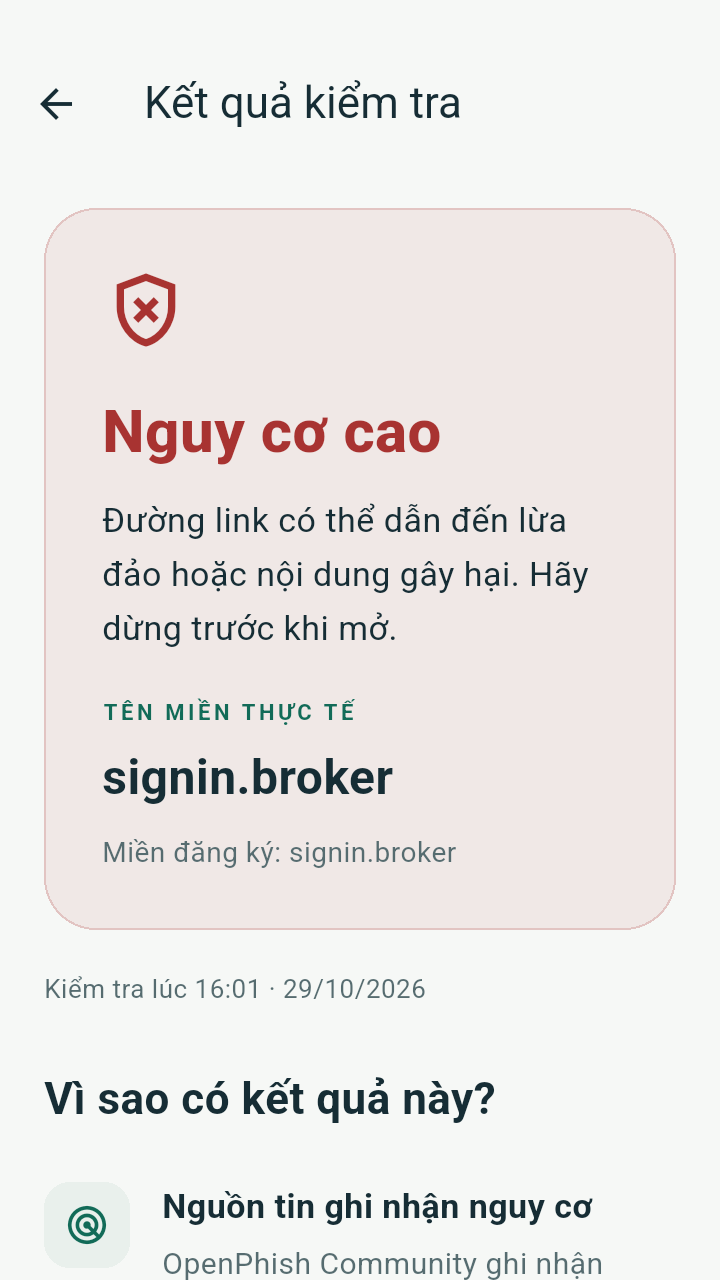 Kết quả kiểm tra
Nguy cơ cao
Đường link có thể dẫn đến lừa
đảo hoặc nội dung gây hại. Hãy
dừng trước khi mở.
TÊN MIỀN THỰC TẾ
signin.broker
Miền đăng ký: signin.broker
Kiểm tra lúc 16:01 · 29/10/2026
Vì sao có kết quả này?
Nguồn tin ghi nhận nguy cơ
OpenPhish Community ghi nhận